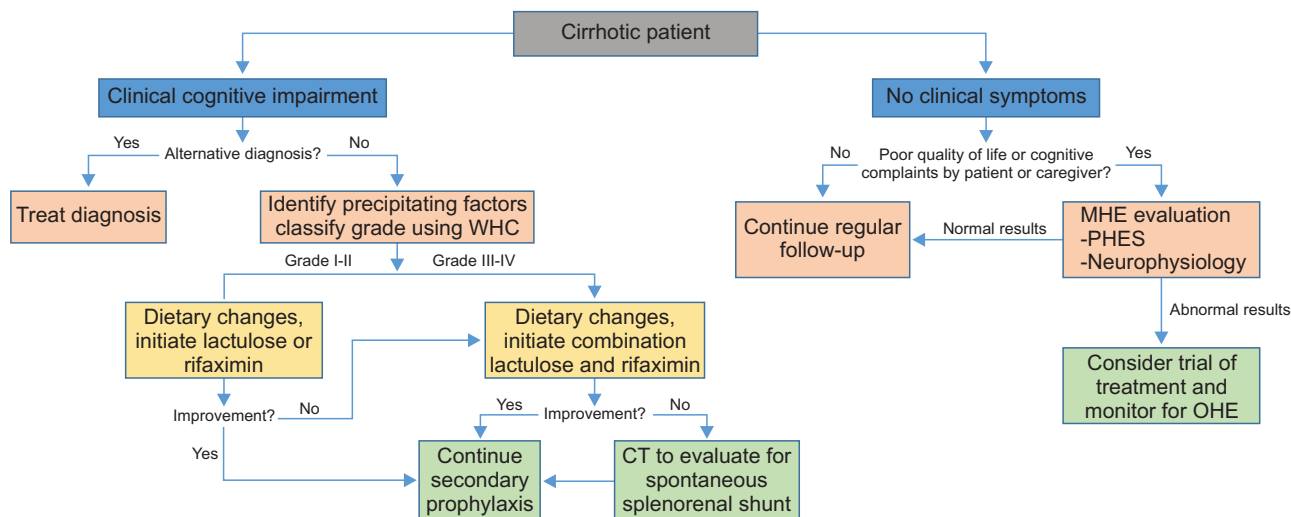 Cirrhotic patient
Clinical cognitive impairment
No clinical symptoms
Yes
Alternative diagnosis?
No
No
Poor quality of life or cognitive
complaints by patient or caregiver?
Yes
Treat diagnosis
Identify precipitating factors
classify grade using WHC
Continue regular
follow-up
Normal results
MHE evaluation
-PHES
-Neurophysiology
Grade I-II
Grade III-IV
Abnormal results
Dietary changes,
initiate lactulose or
rifaximin
Dietary changes,
initiate combination
lactulose and rifaximin
Consider trial of
treatment and
monitor for OHE
Improvement?
No
Yes
Yes
Improvement?
No
Continue
secondary
prophylaxis
CT to evaluate for
spontaneous
splenorenal shunt